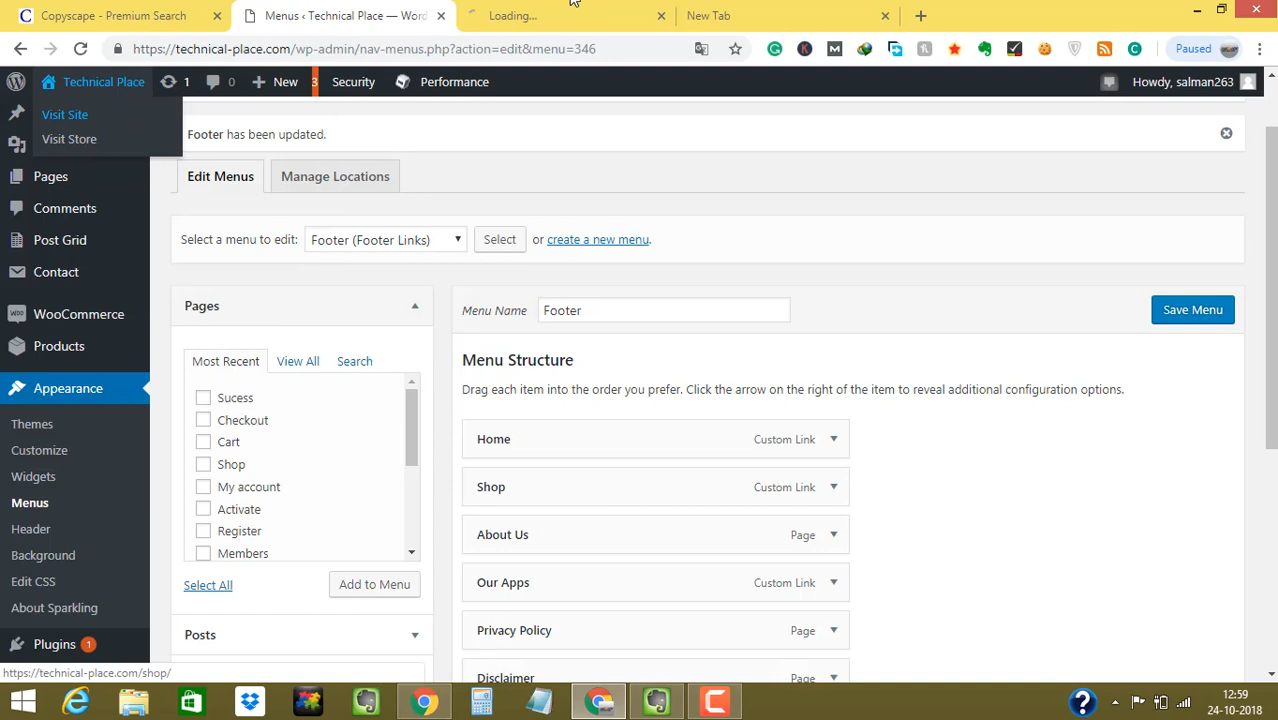 Copyscape - Premium Search
Menus ‹ Technical Place — Word
Loading...
New Tab
https://technical-place.com/wp-admin/nav-menus.php?action=edit&menu=346
Paused
Technical Place
1
0
New
3
Security
Performance
Howdy, salman263
Visit Site
Visit Store
Footer has been updated.
Pages
Comments
Post Grid
Contact
WooCommerce
Products
Appearance
Themes
Customize
Widgets
Menus
Header
Background
Edit CSS
About Sparkling
Plugins 1
Edit Menus
Manage Locations
Select a menu to edit: Footer (Footer Links) Select or create a new menu.
Pages
Most Recent View All Search
Sucess
Checkout
Cart
Shop
My account
Activate
Register
Members
Select All
Add to Menu
Posts
Menu Name Footer
Save Menu
Menu Structure
Drag each item into the order you prefer. Click the arrow on the right of the item to reveal additional configuration options.
Home Custom Link
Shop Custom Link
About Us Page
Our Apps Custom Link
Privacy Policy Page
Disclaimer Page
https://technical-place.com/shop/
12:59
24-10-2018